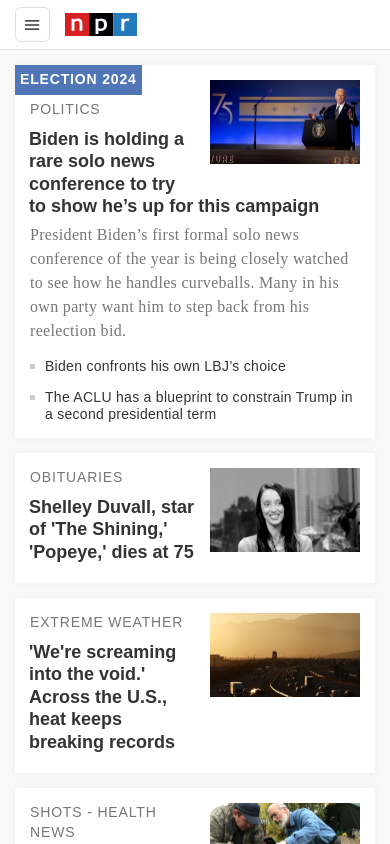 npr
ELECTION 2024
POLITICS
Biden is holding a
rare solo news
conference to try
to show he’s up for this campaign
President Biden’s first formal solo news
conference of the year is being closely watched
to see how he handles curveballs. Many in his
own party want him to step back from his
reelection bid.
Biden confronts his own LBJ’s choice
The ACLU has a blueprint to constrain Trump in
a second presidential term
OBITUARIES
Shelley Duvall, star
of 'The Shining,'
'Popeye,' dies at 75
EXTREME WEATHER
'We're screaming
into the void.'
Across the U.S.,
heat keeps
breaking records
SHOTS - HEALTH
NEWS